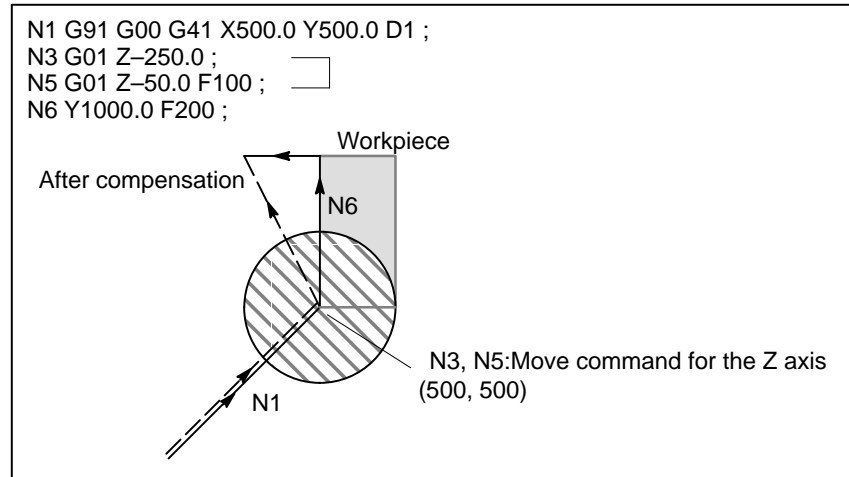 N1 G91 G00 G41 X500.0 Y500.0 D1 ;
N3 G01 Z–250.0 ;
N5 G01 Z–50.0 F100 ;
N6 Y1000.0 F200 ;
Workpiece
After compensation
N6
N3, N5:Move command for the Z axis
(500, 500)
N1